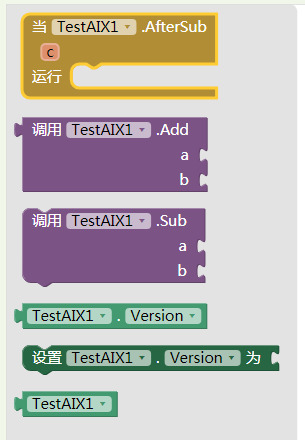 当 TestAIX1 .AfterSub
c
运行
调用 TestAIX1 .Add
a
b
调用 TestAIX1 .Sub
a
b
TestAIX1 . Version
设置 TestAIX1 . Version 为
TestAIX1